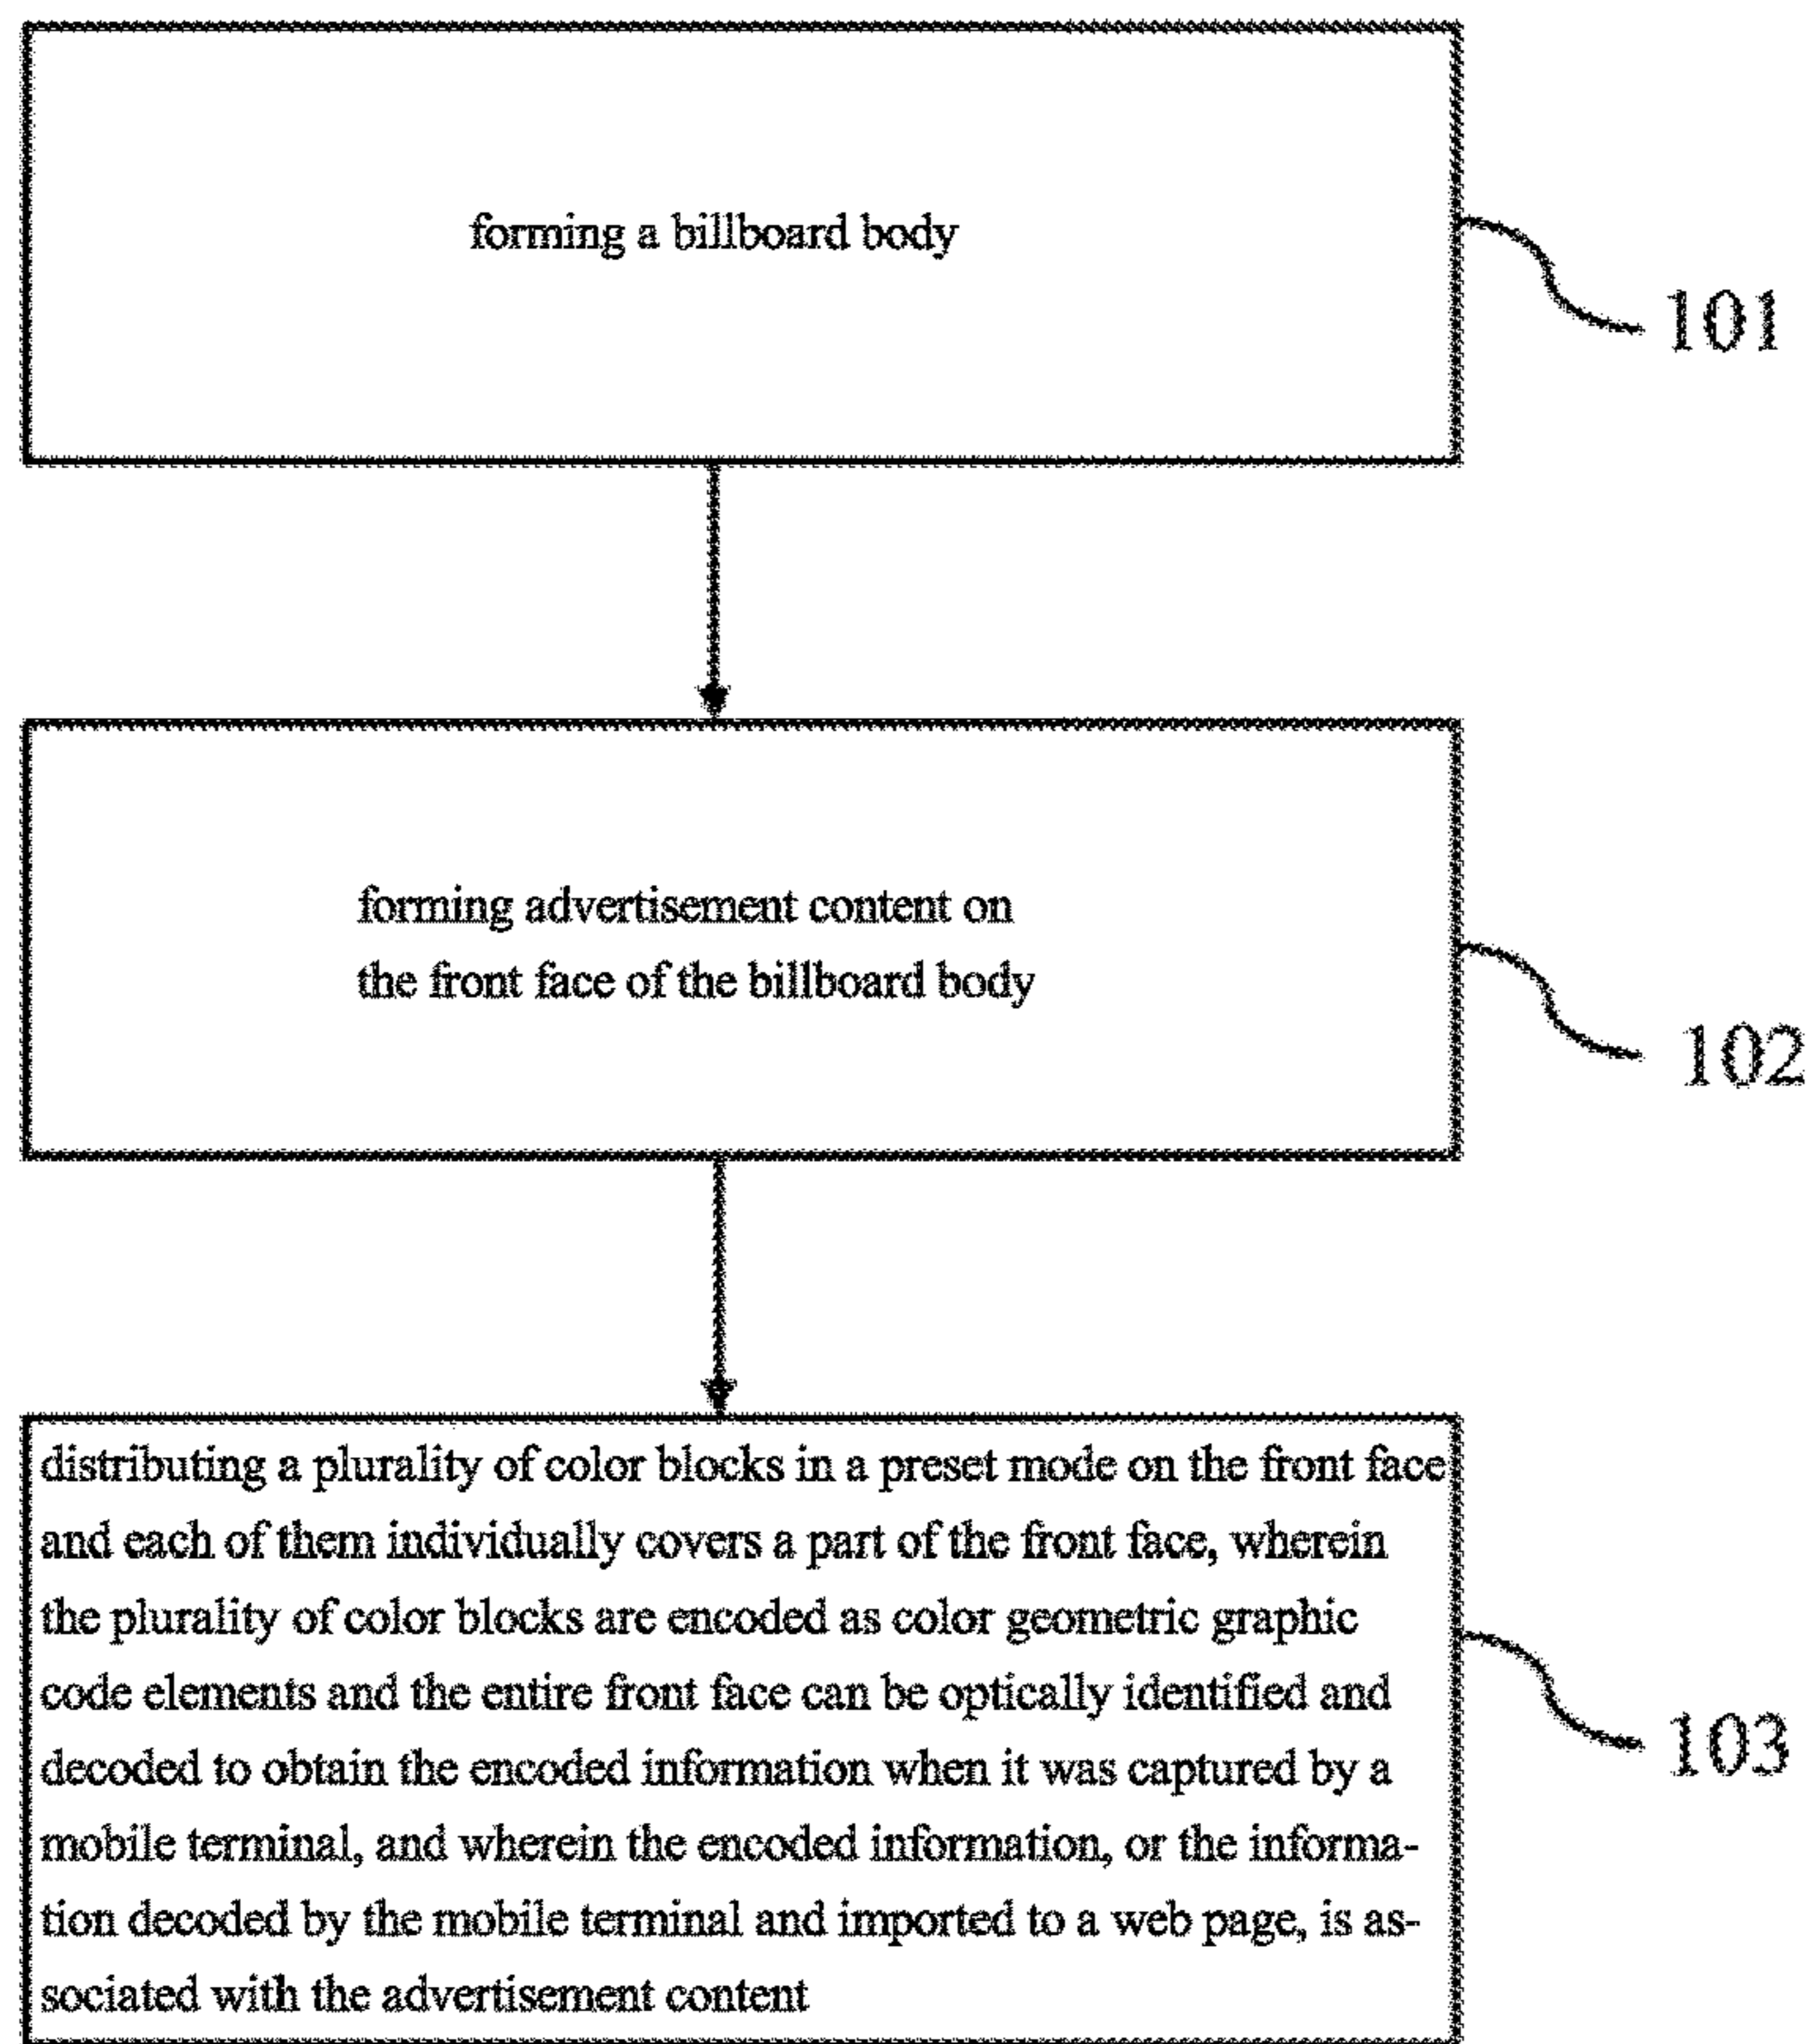 forming a billboard body
101
forming advertisement content on
the front face of the billboard body
102
distributing a plurality of color blocks in a preset mode on the front face
and each of them individually covers a part of the front face, wherein
the plurality of color blocks are encoded as color geometric graphic
code elements and the entire front face can be optically identified and
decoded to obtain the encoded information when it was captured by a
mobile terminal, and wherein the encoded information, or the informa-
tion decoded by the mobile terminal and imported to a web page, is as-
sociated with the advertisement content
103